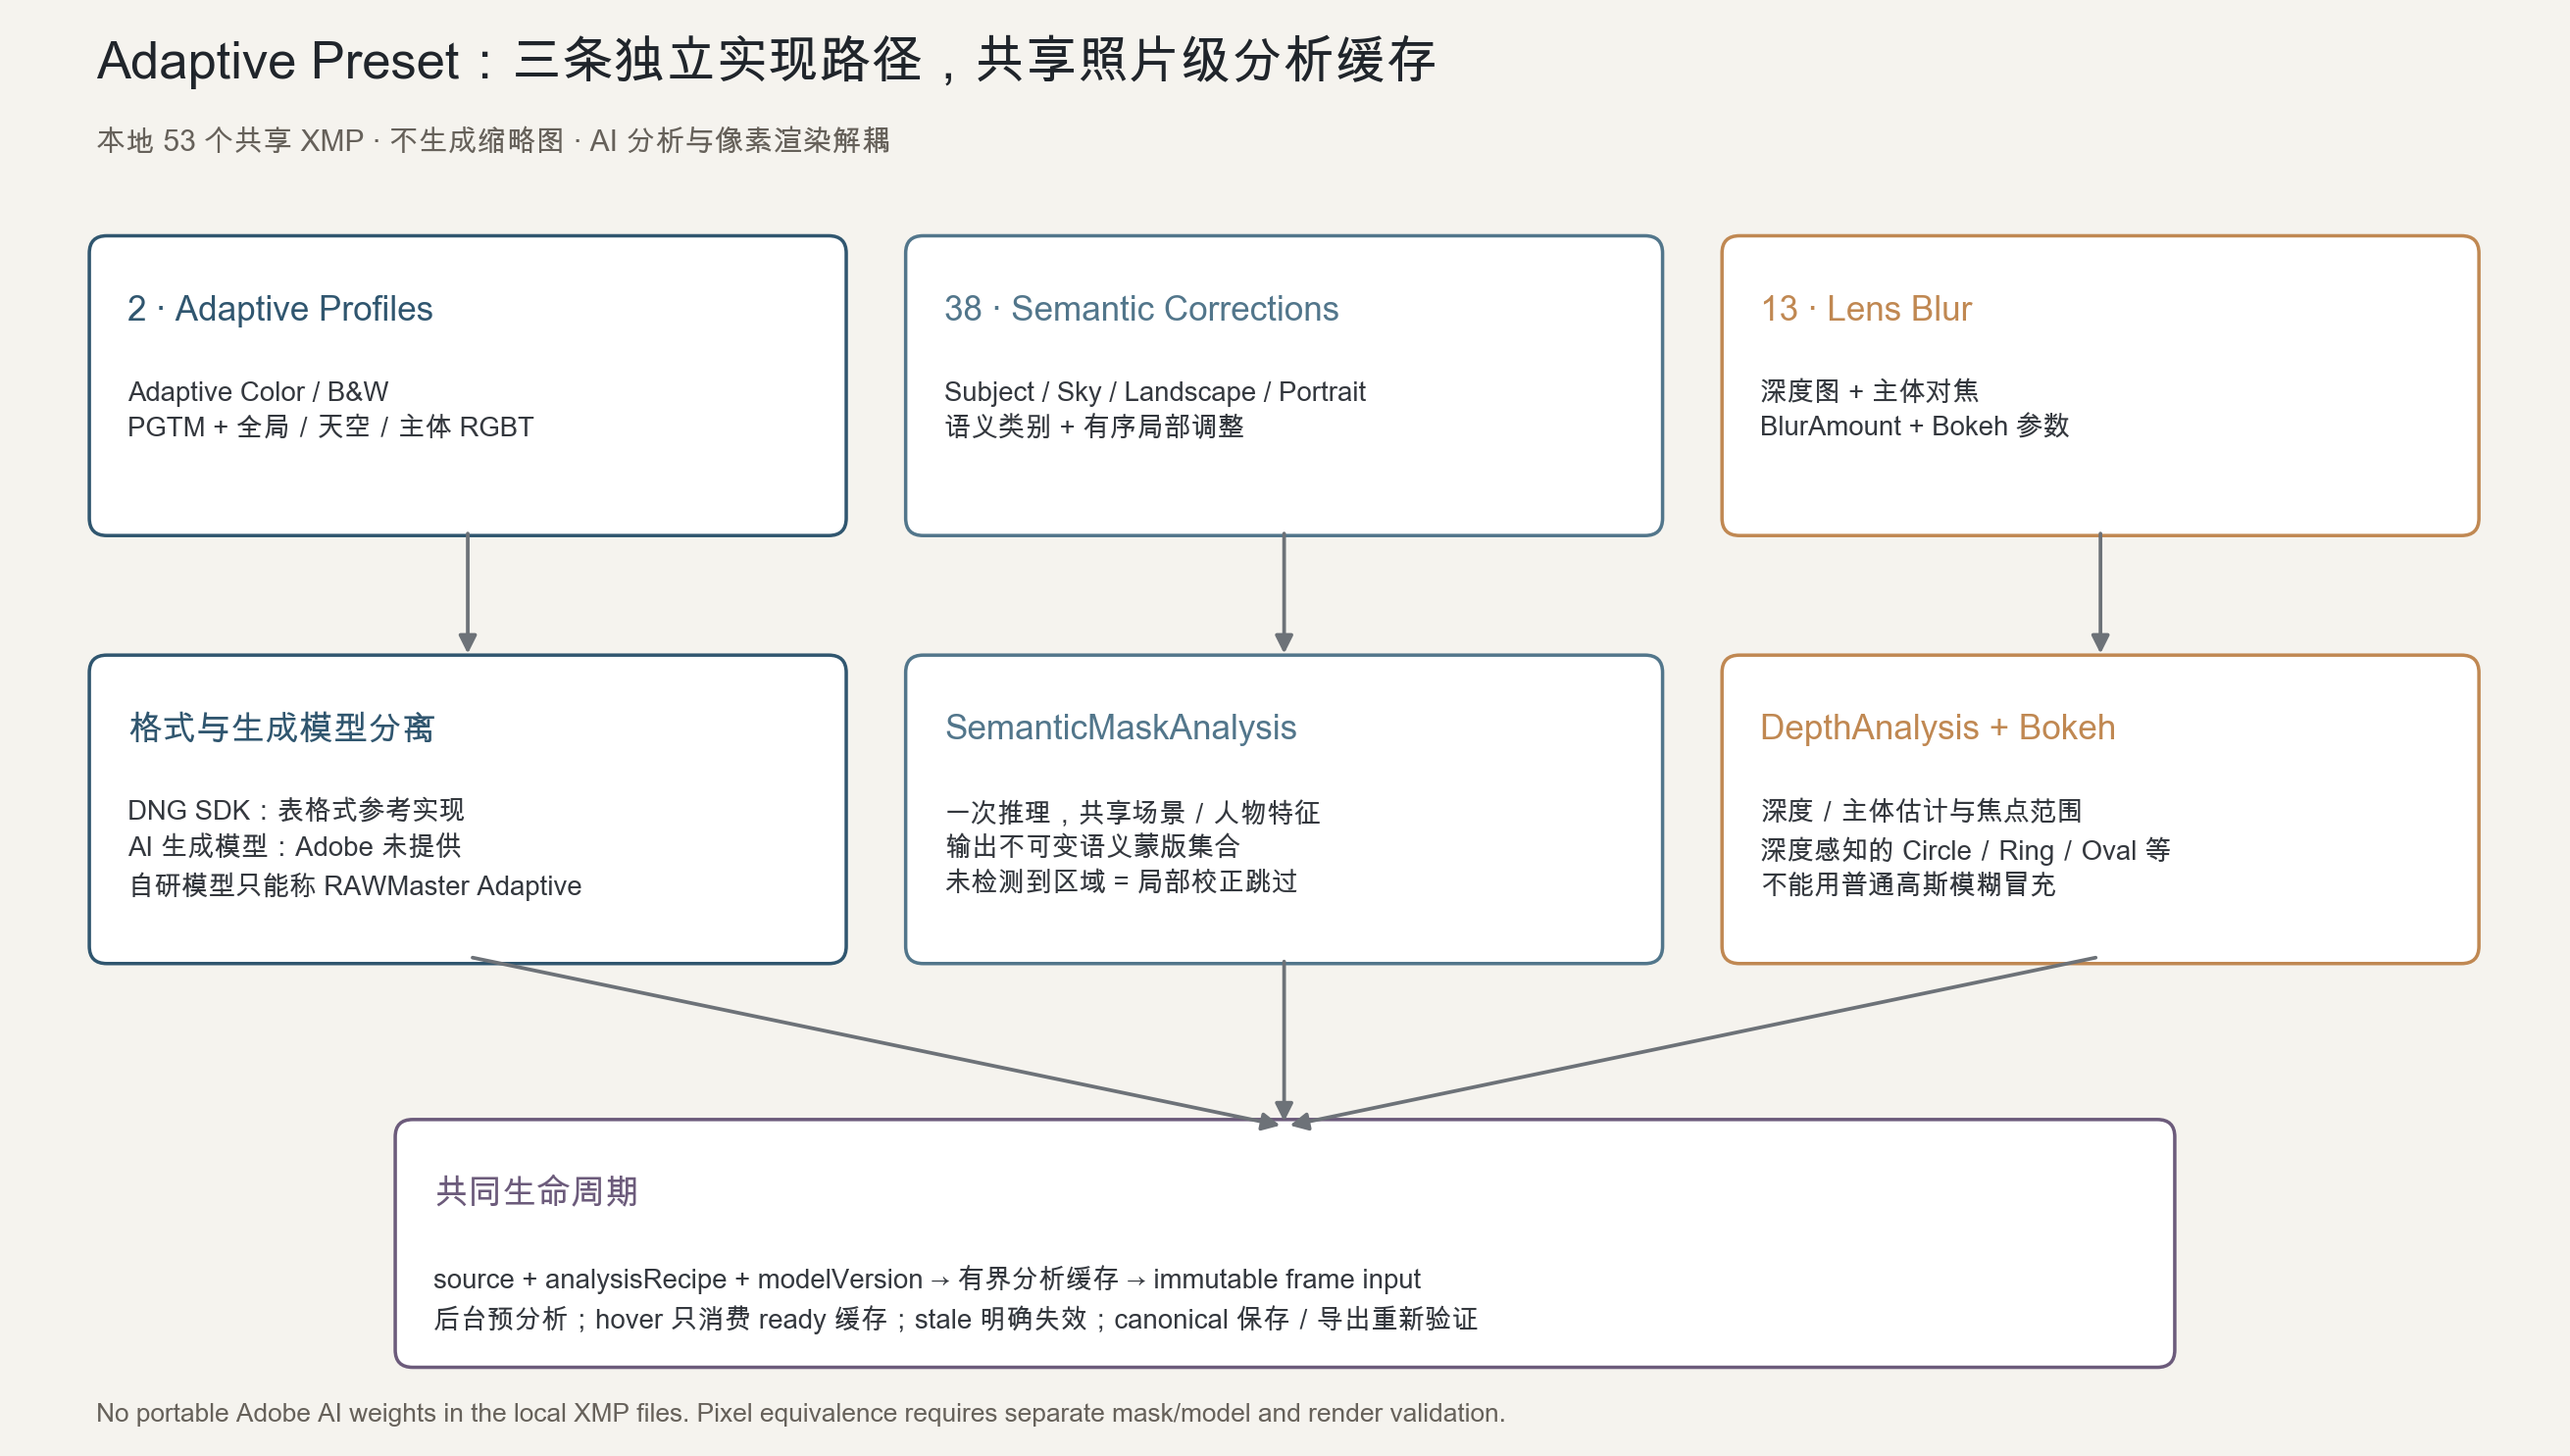 Adaptive Preset：三条独立实现路径，共享照片级分析缓存
本地 53 个共享 XMP · 不生成缩略图 · AI 分析与像素渲染解耦
2 · Adaptive Profiles
Adaptive Color / B&W
PGTM + 全局 / 天空 / 主体 RGBT
38 · Semantic Corrections
Subject / Sky / Landscape / Portrait
语义类别 + 有序局部调整
13 · Lens Blur
深度图 + 主体对焦
BlurAmount + Bokeh 参数
格式与生成模型分离
DNG SDK：表格式参考实现
AI 生成模型：Adobe 未提供
自研模型只能称 RAWMaster Adaptive
SemanticMaskAnalysis
一次推理，共享场景 / 人物特征
输出不可变语义蒙版集合
未检测到区域 = 局部校正跳过
DepthAnalysis + Bokeh
深度 / 主体估计与焦点范围
深度感知的 Circle / Ring / Oval 等
不能用普通高斯模糊冒充
共同生命周期
source + analysisRecipe + modelVersion → 有界分析缓存 → immutable frame input
后台预分析；hover 只消费 ready 缓存；stale 明确失效；canonical 保存 / 导出重新验证
No portable Adobe AI weights in the local XMP files. Pixel equivalence requires separate mask/model and render validation.